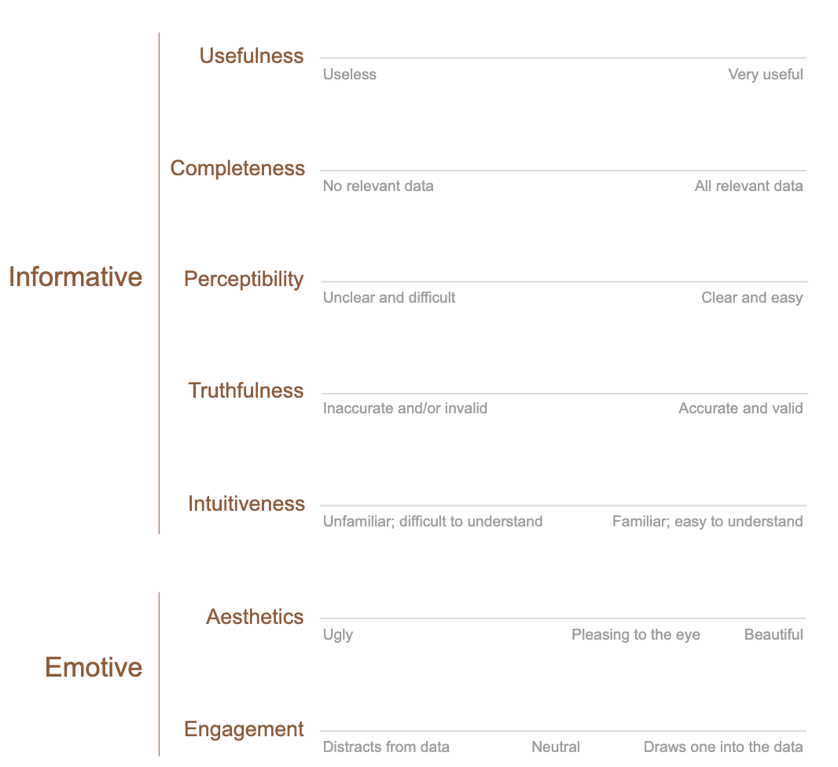 Usefulness
Useless Very useful
Completeness
No relevant data All relevant data
Informative
Perceptibility
Unclear and difficult Clear and easy
Truthfulness
Inaccurate and/or invalid Accurate and valid
Intuitiveness
Unfamiliar; difficult to understand Familiar; easy to understand
Aesthetics
Ugly Pleasing to the eye Beautiful
Emotive
Engagement
Distracts from data Neutral Draws one into the data